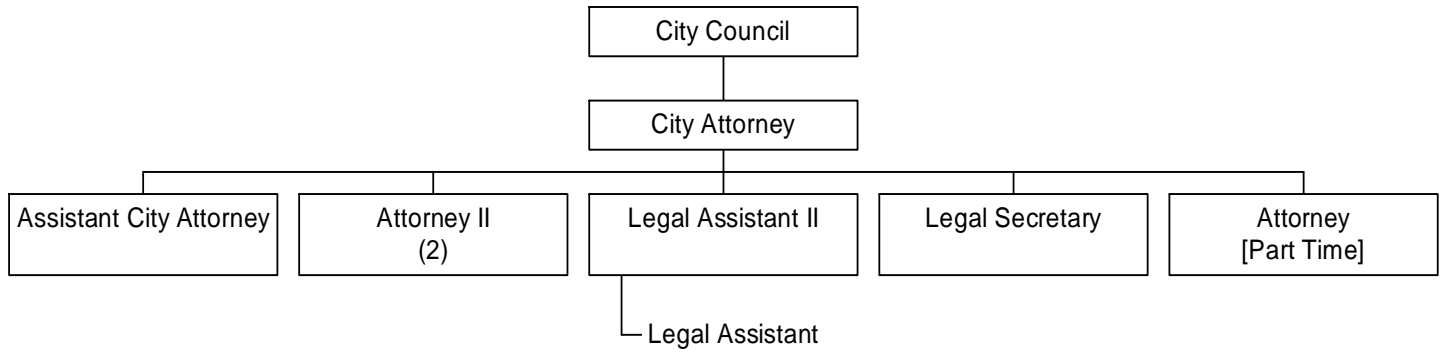 City Council
City Attorney
Assistant City Attorney
Attorney II
(2)
Legal Assistant II
Legal Secretary
Attorney
[Part Time]
Legal Assistant